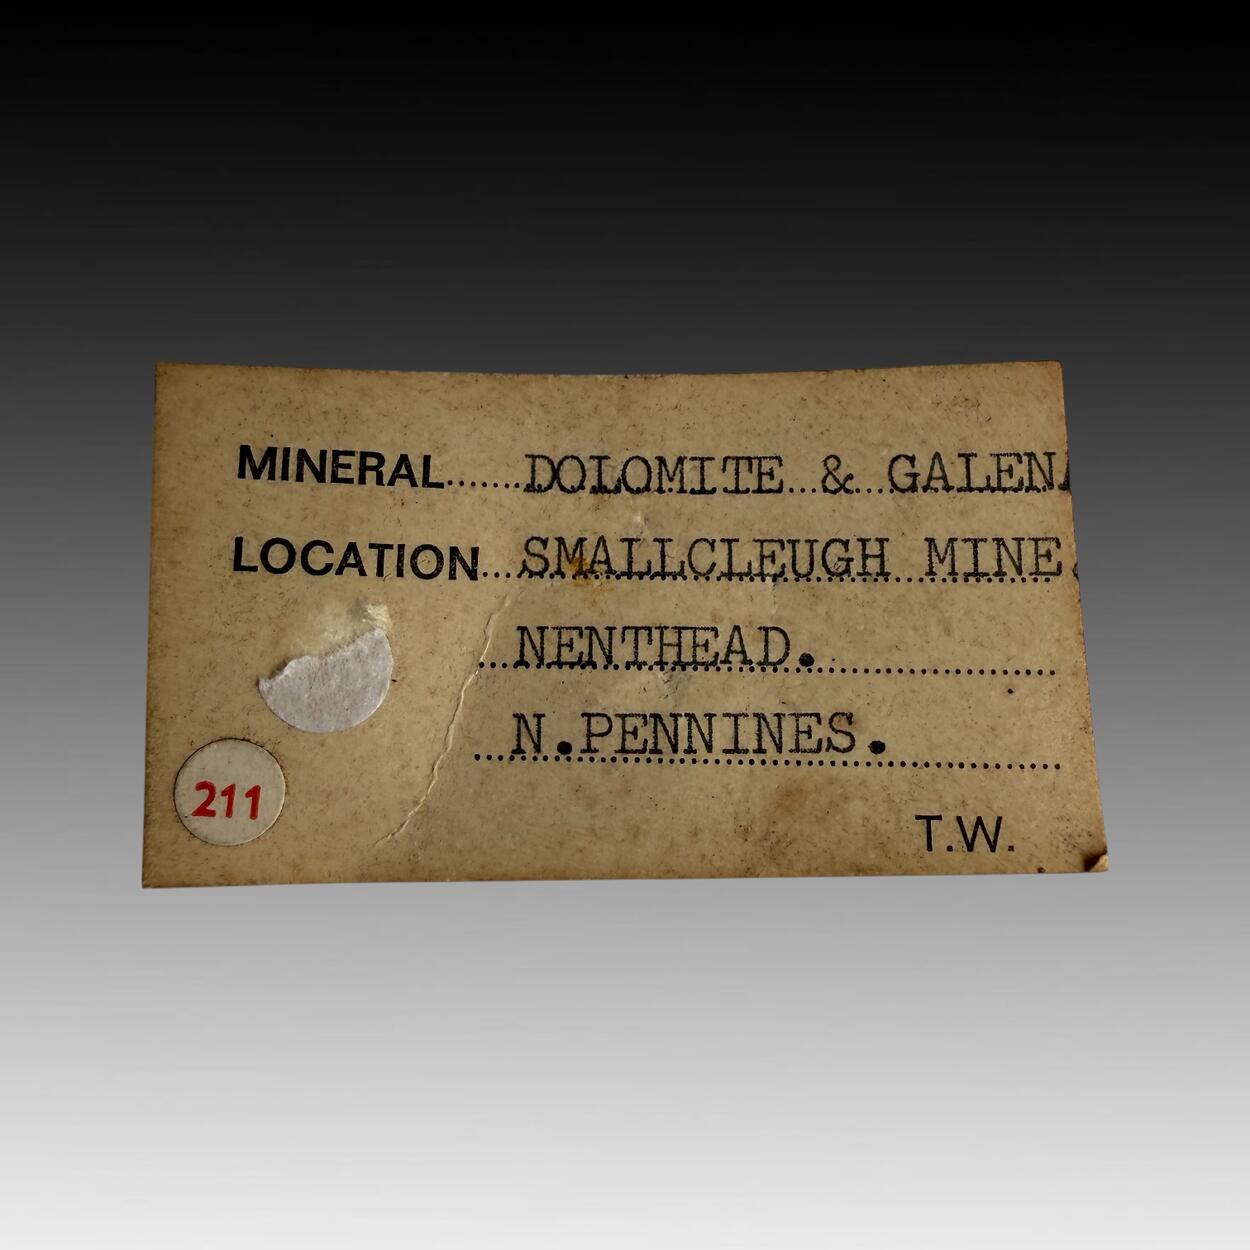 MINERAL.......DOLOMITE...&...GALENA
LOCATION...SMALLCLEUGH...MINE
...NENTHEAD.
...N.PENNINES.
211
T.W.